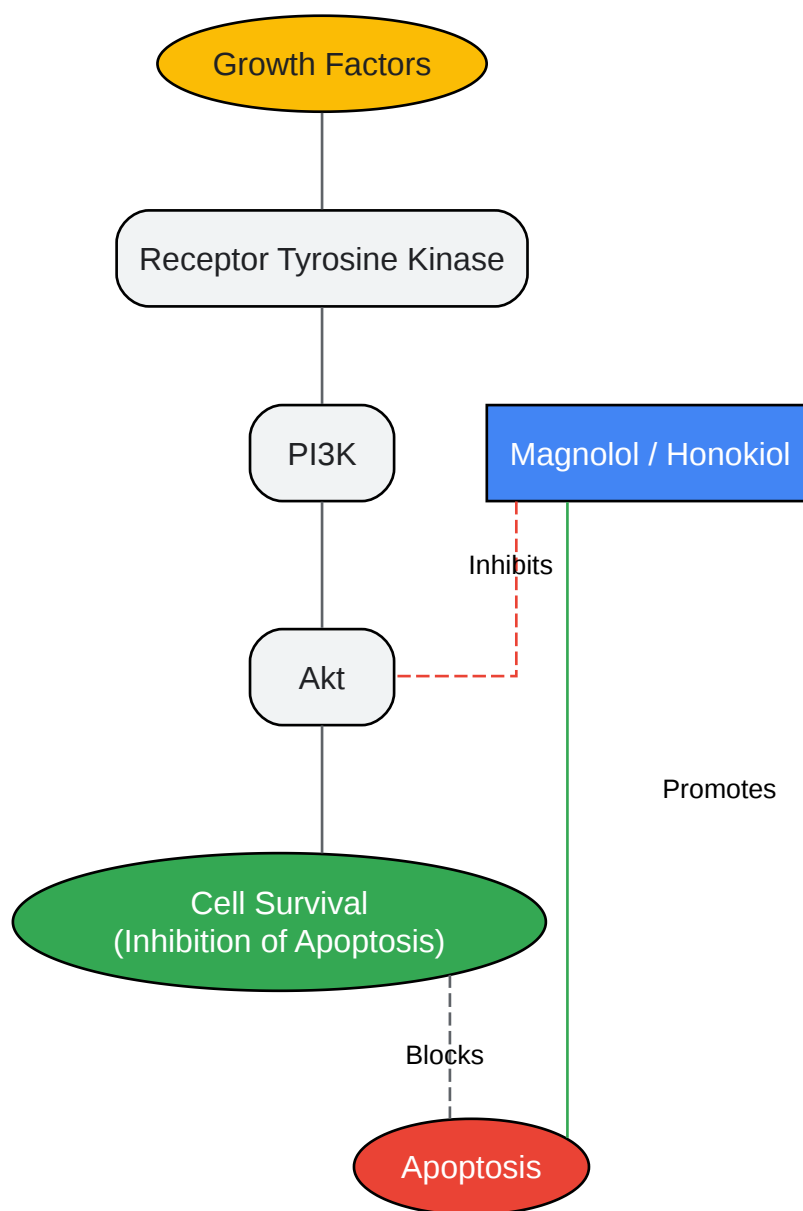 Growth Factors
Receptor Tyrosine Kinase
PI3K
Magnolol / Honokiol
Inhibits
Akt
Promotes
Cell Survival
(Inhibition of Apoptosis)
Blocks
Apoptosis